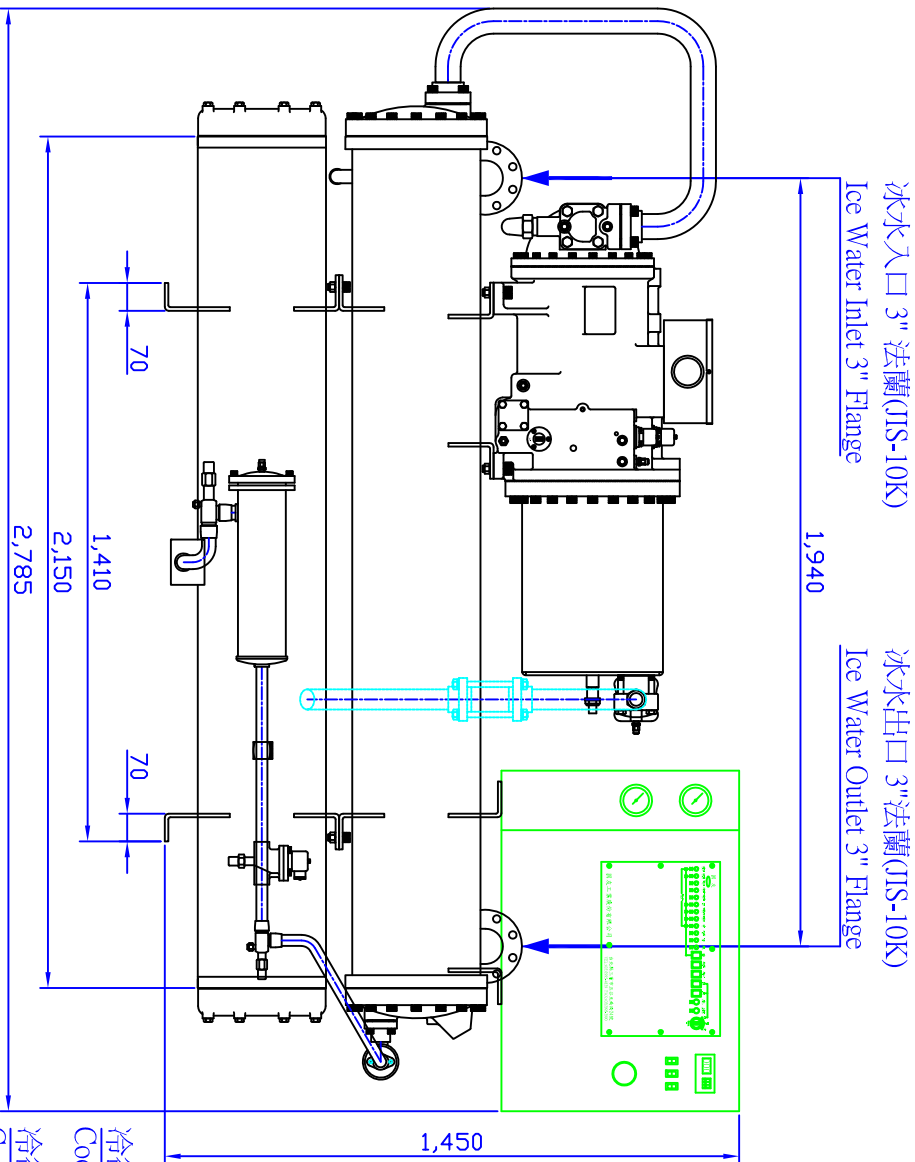 冰水入口 3" 法蘭(JIS-10K)
Ice Water Inlet 3" Flange
冰水出口 3"法蘭(JIS-10K)
Ice Water Outlet 3" Flange
1,940
70
70
1,410
2,150
2,785
1,450